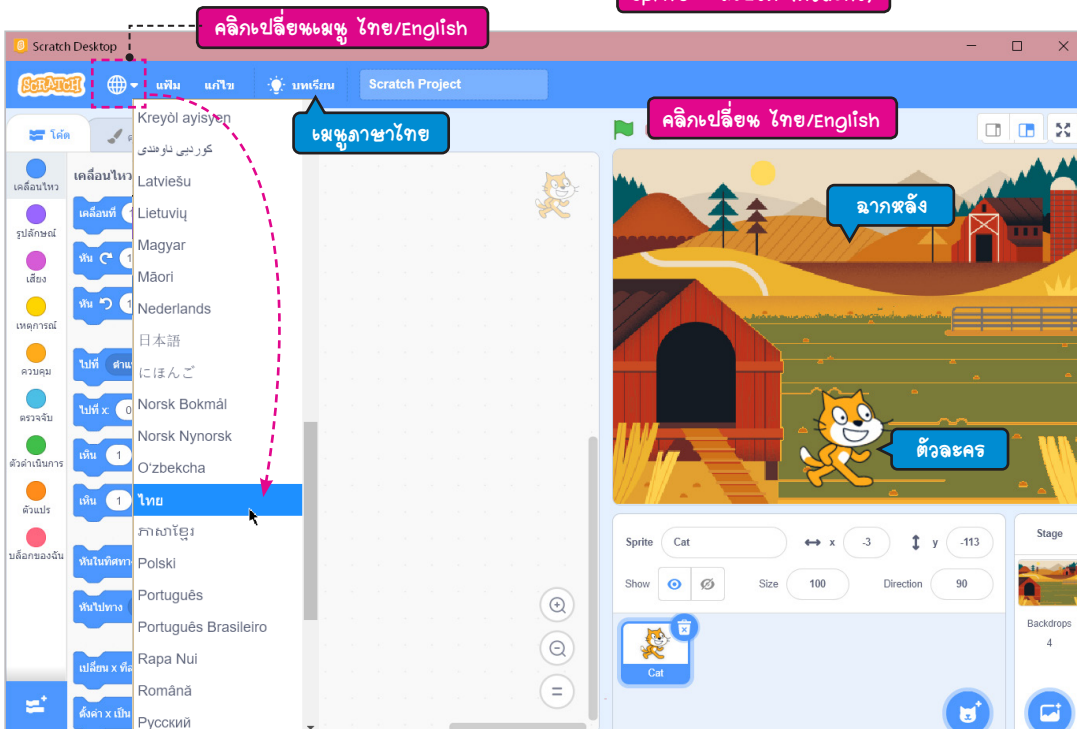 คลิกเปลี่ยนเมนู ไทย/English
Scratch Desktop
SCRATCH
แฟ้ม
แก้ไข
บทเรียน
Scratch Project
โค้ด
Kreyòl ayisyen
เมนูภาษาไทย
คลิกเปลี่ยน ไทย/English
เคลื่อนไหว
รูปลักษณ์
เสียง
เหตุการณ์
ควบคุม
ตรวจจับ
ตัวดำเนินการ
ตัวแปร
บล็อกของฉัน
เคลื่อนไหว
เคลื่อนที่
หัน
หัน
ไปที่
ไปที่ x: 0
เหิน 1
เหิน 1
หันในทิศทาง
หันไปทาง
เปลี่ยน x
ตั้งค่า x เป็น
Latviešu
Lietuvių
Magyar
Māori
Nederlands
日本語
にほんご
Norsk Bokmål
Norsk Nynorsk
O'zbekcha
ไทย
ភាសាខ្មែរ
Polski
Português
Português Brasileiro
Rapa Nui
Română
Русский
ฉากหลัง
ตัวละคร
Sprite Cat x -3 y -113
Show Size 100 Direction 90
Cat
Stage
Backdrops
4